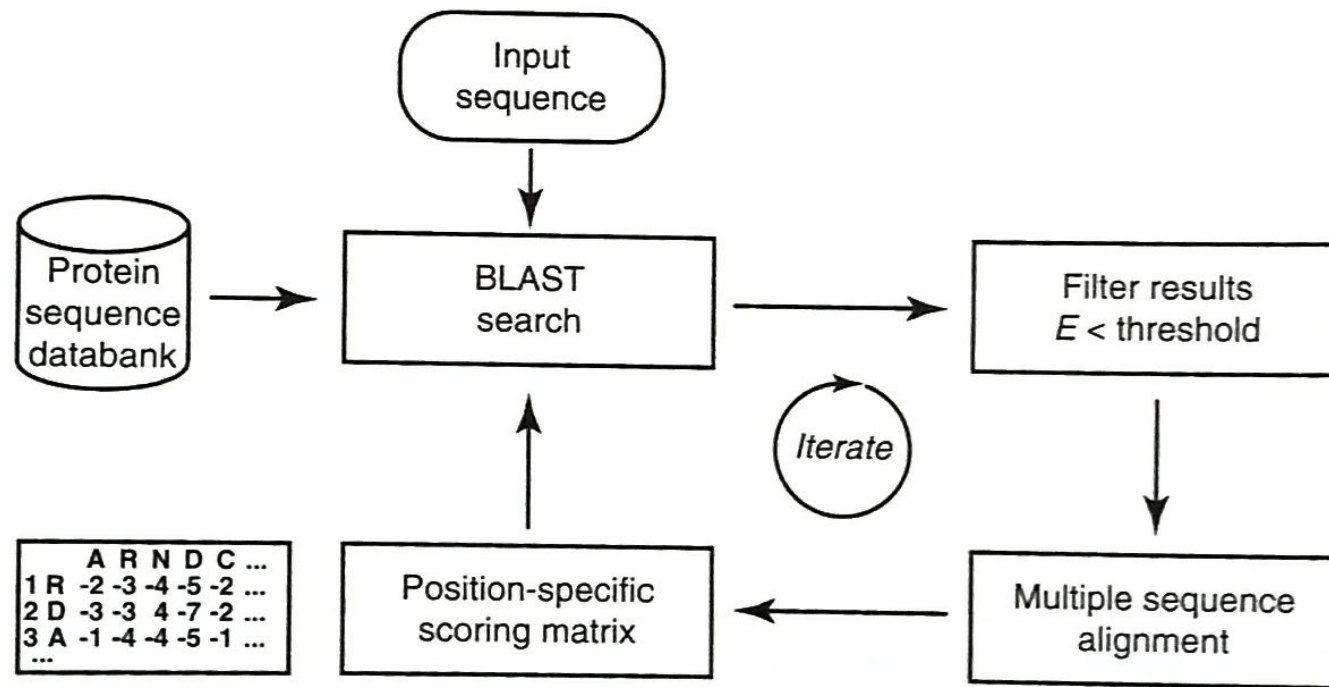 Input
sequence
Protein
sequence
databank
BLAST
search
Filter results
E < threshold
Iterate
A R N D C ...
1 R -2 -3 -4 -5 -2 ...
2 D -3 -3 4 -7 -2 ...
3 A -1 -4 -4 -5 -1 ...
...
Position-specific
scoring matrix
Multiple sequence
alignment